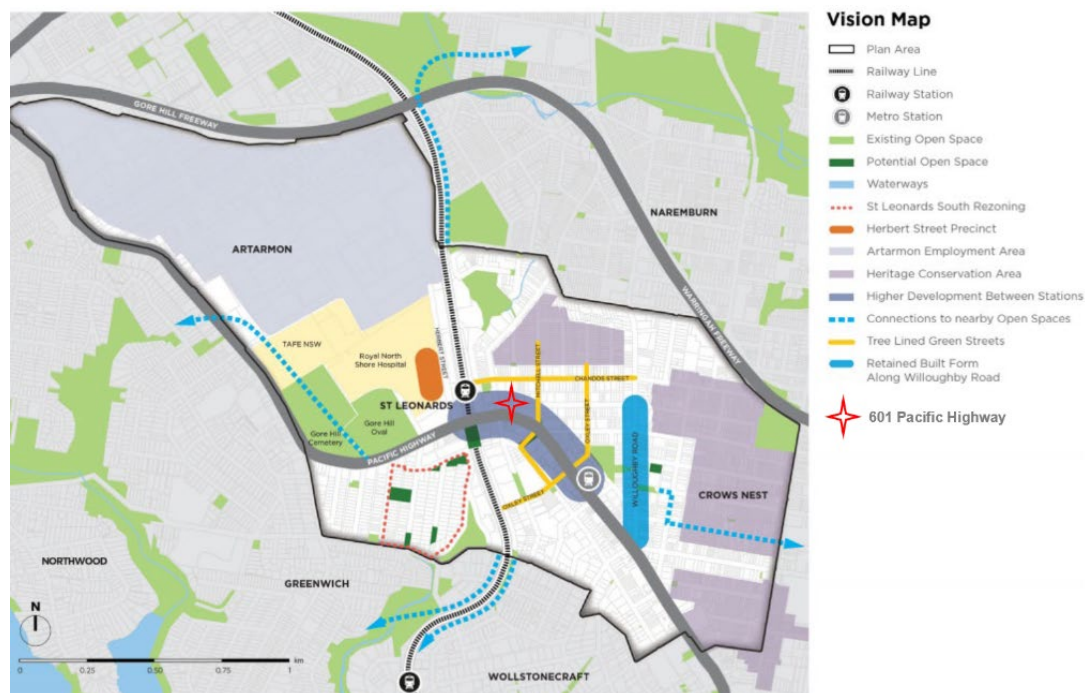 Vision Map
Plan Area
Railway Line
Railway Station
Metro Station
Existing Open Space
Potential Open Space
Waterways
St Leonards South Rezoning
Herbert Street Precinct
Artarmon Employment Area
Heritage Conservation Area
Higher Development Between Stations
Connections to nearby Open Spaces
Tree Lined Green Streets
Retained Built Form
Along Willoughby Road
601 Pacific Highway
GORE HILL FREEWAY
NAREMBURN
ARTARMON
WARRINGAH FREEWAY
TAFE NSW
Royal North
Shore Hospital
HERBERT STREET
MITCHELL STREET
CHANDOS STREET
ST LEONARDS
OXLEY STREET
Gore Hill
Cemetery
Gore Hill
Oval
PACIFIC HIGHWAY
WILLOUGHBY ROAD
CROWS NEST
OXLEY STREET
NORTHWOOD
GREENWICH
N
0 0.25 0.50 0.75 1
km
WOLLSTONECRAFT